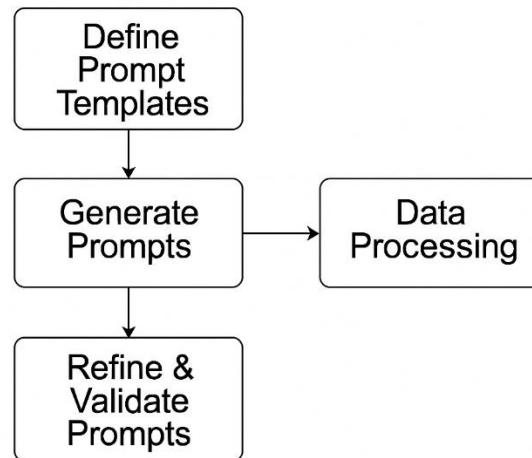 Define
Prompt
Templates
Generate
Prompts
Data
Processing
Refine &
Validate
Prompts